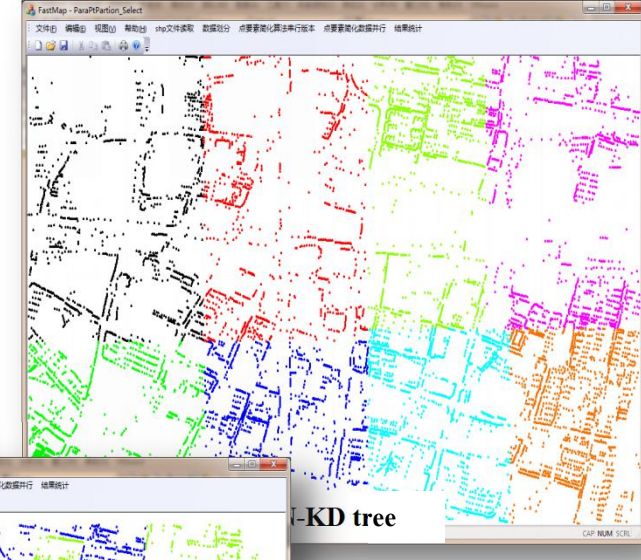 FastMap - ParaPtPartion_Select
文件(F) 编辑(E) 视图(V) 帮助(H) shp文件读取 数据划分 点要素简化算法串行版本 点要素简化数据并行 结果统计
化数据并行 结果统计
-KD tree
CAP NUM SCRL